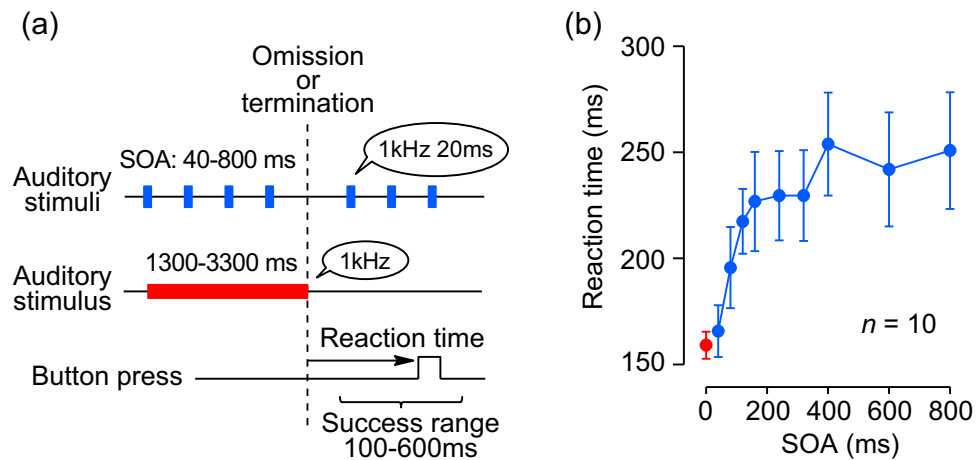 (a)
Omission
or
termination
SOA: 40-800 ms
1kHz 20ms
Auditory
stimuli
1300-3300 ms
1kHz
Auditory
stimulus
Reaction time
Button press
Success range
100-600ms
(b)
Reaction time (ms)
300
250
200
150
n = 10
0 200 400 600 800
SOA (ms)